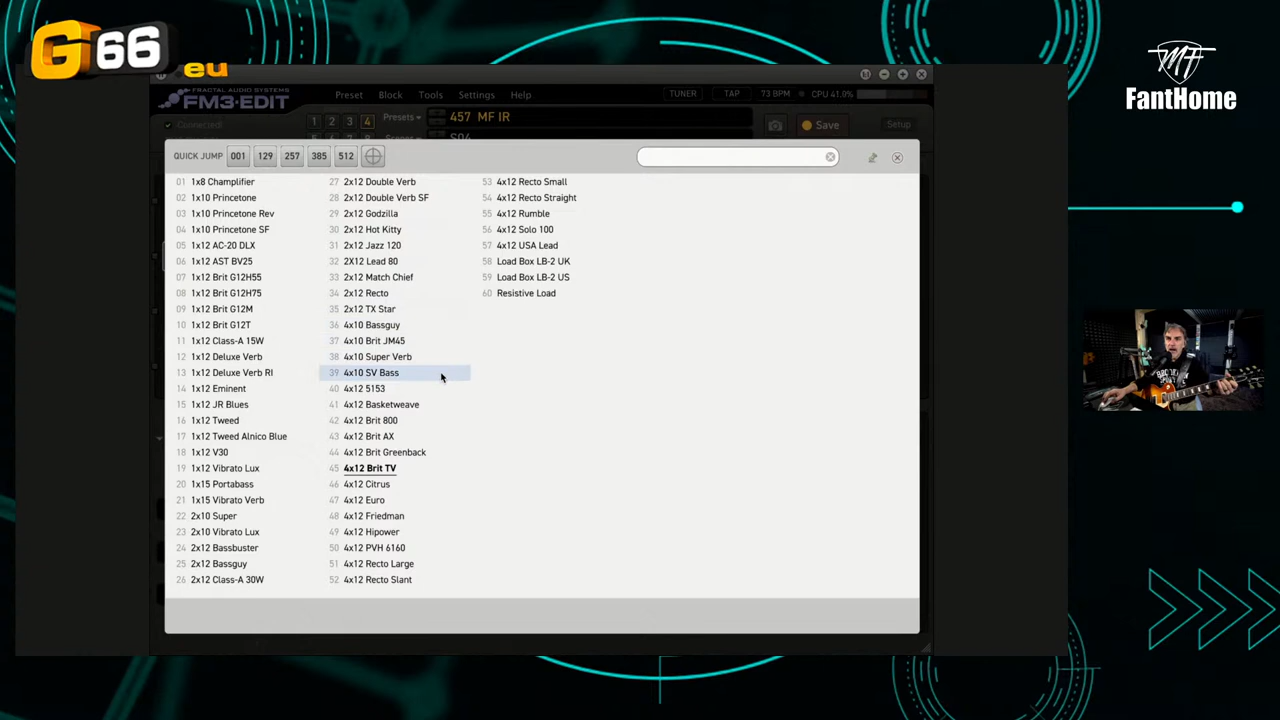 G 66
eu
MF
FantHome
FRACTAL AUDIO SYSTEMS
FM3-EDIT
Preset Block Tools Settings Help
TUNER TAP 73 BPM CPU 41.0%
Connected!
1 2 3 4
Presets
457 MF IR
Save
Setup
QUICK JUMP 001 129 257 385 512
01 1x8 Champlifier
02 1x10 Princetone
03 1x10 Princetone Rev
04 1x10 Princetone SF
05 1x12 AC-20 DLX
06 1x12 AST BV25
07 1x12 Brit G12H55
08 1x12 Brit G12H75
09 1x12 Brit G12M
10 1x12 Brit G12T
11 1x12 Class-A 15W
12 1x12 Deluxe Verb
13 1x12 Deluxe Verb RI
14 1x12 Eminent
15 1x12 JR Blues
16 1x12 Tweed
17 1x12 Tweed Alnico Blue
18 1x12 V30
19 1x12 Vibrato Lux
20 1x15 Portabass
21 1x15 Vibrato Verb
22 2x10 Super
23 2x10 Vibrato Lux
24 2x12 Bassbuster
25 2x12 Bassguy
26 2x12 Class-A 30W
27 2x12 Double Verb
28 2x12 Double Verb SF
29 2x12 Godzilla
30 2x12 Hot Kitty
31 2x12 Jazz 120
32 2X12 Lead 80
33 2x12 Match Chief
34 2x12 Recto
35 2x12 TX Star
36 4x10 Bassguy
37 4x10 Brit JM45
38 4x10 Super Verb
39 4x10 SV Bass
40 4x12 5153
41 4x12 Basketweave
42 4x12 Brit 800
43 4x12 Brit AX
44 4x12 Brit Greenback
45 4x12 Brit TV
46 4x12 Citrus
47 4x12 Euro
48 4x12 Friedman
49 4x12 Hipower
50 4x12 PVH 6160
51 4x12 Recto Large
52 4x12 Recto Slant
53 4x12 Recto Small
54 4x12 Recto Straight
55 4x12 Rumble
56 4x12 Solo 100
57 4x12 USA Lead
58 Load Box LB-2 UK
59 Load Box LB-2 US
60 Resistive Load